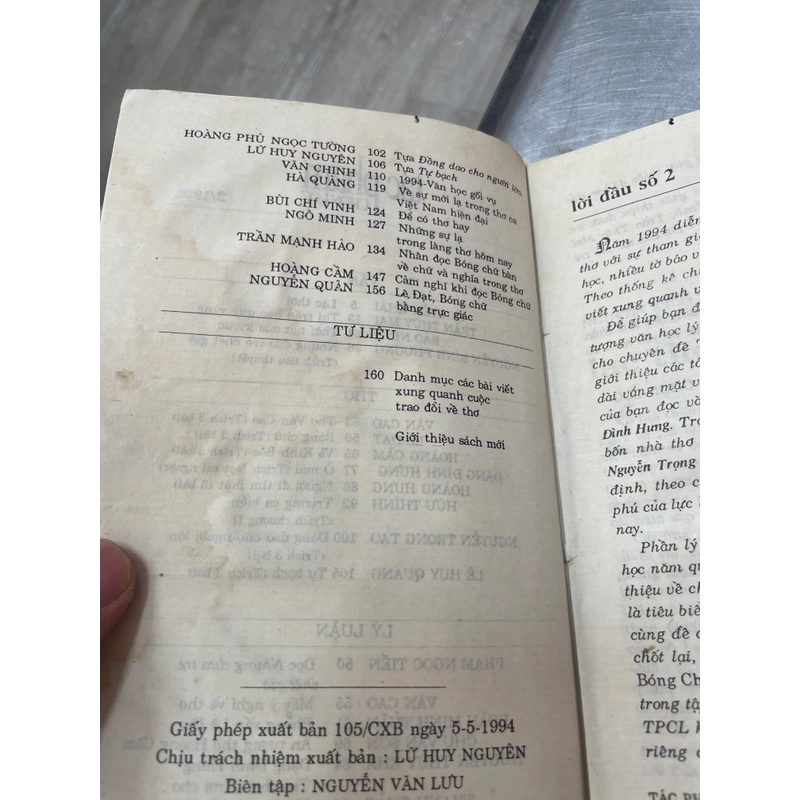 HOÀNG PHỦ NGỌC TƯỜNG 102 Tựa Đồng dao cho người lớn
LỮ HUY NGUYÊN 106 Tựa Tự bạch
VĂN CHINH 110 1994-Văn học gối vụ
HÀ QUẢNG 119 Về sự mới lạ trong thơ ca
Việt Nam hiện đại
BÙI CHÍ VINH 124 Để có thơ hay
NGÔ MINH 127 Những sự lạ
trong làng thơ hôm nay
TRẦN MẠNH HẢO 134 Nhân đọc Bóng chữ bàn
về chữ và nghĩa trong thơ
HOÀNG CẦM 147 Cảm nghĩ khi đọc Bóng chữ
NGUYỄN QUÂN 156 Lê Đạt, Bóng chữ
bằng trực giác
TƯ LIỆU
160 Danh mục các bài viết
xung quanh cuộc
trao đổi về thơ
Giới thiệu sách mới
Giấy phép xuất bản 105/CXB ngày 5-5-1994
Chịu trách nhiệm xuất bản : LỮ HUY NGUYÊN
Biên tập : NGUYỄN VĂN LƯU
lời đầu số 2
Năm 1994 diễn
thơ với sự tham gia
học, nhiều tờ báo v
Theo thống kê chi
viết xung quanh v
Để giúp bạn đ
tượng văn học lý
cho chuyên đề "
giới thiệu các tá
dài vắng mặt v
của bạn đọc và
Đình Hưng. Trọ
bốn nhà thơ
Nguyễn Trọng
định, theo c
phú của lực l
nay.
Phần lý
học năm qu
thiệu về ch
là tiêu biể
cùng đề c
chốt lại,
Bóng Ch
trong tậ
TPCL k
riêng c
TÁC PH